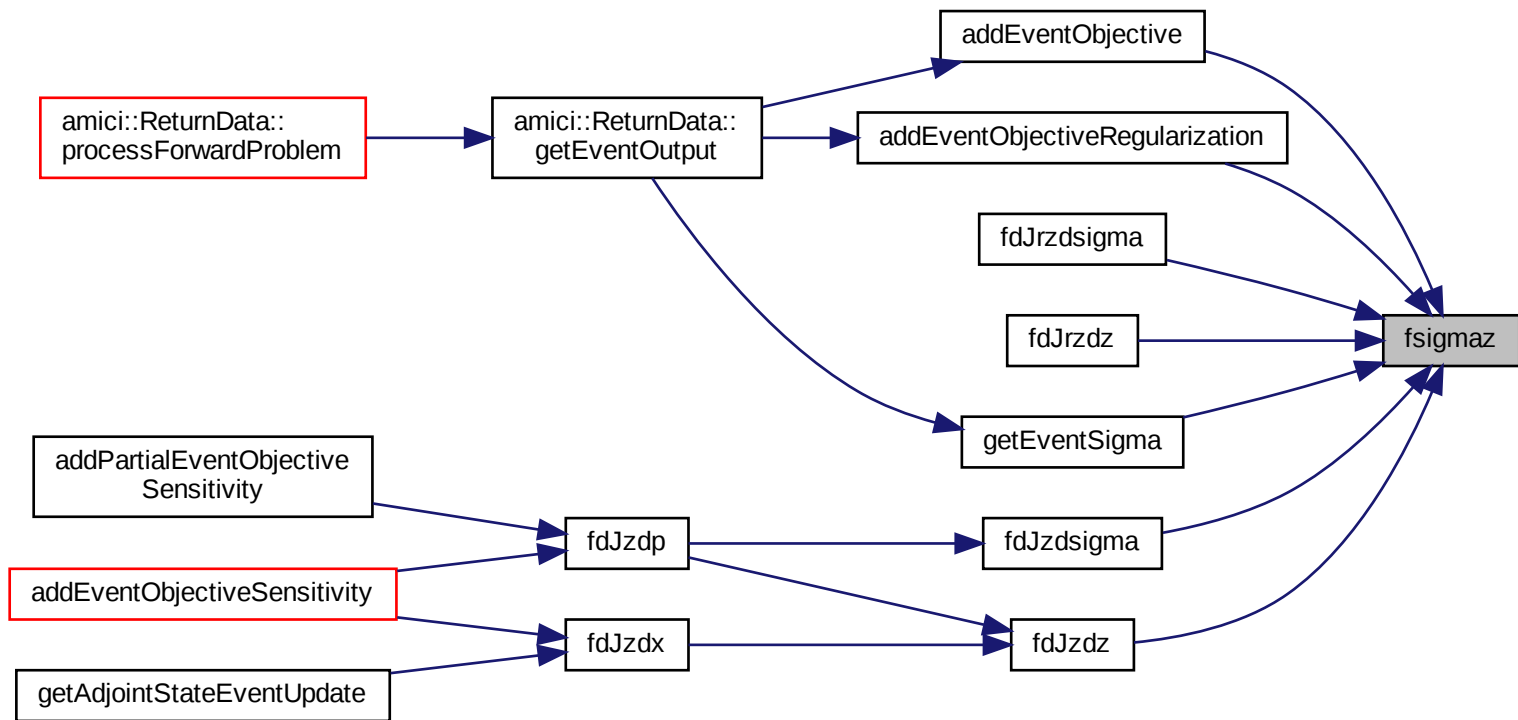 addEventObjective
amici::ReturnData::
processForwardProblem
amici::ReturnData::
getEventOutput
addEventObjectiveRegularization
fdJrzdsigma
fdJrzdz
fsigmaz
getEventSigma
addPartialEventObjective
Sensitivity
fdJzdp
fdJzdsigma
addEventObjectiveSensitivity
fdJzdx
fdJzdz
getAdjointStateEventUpdate